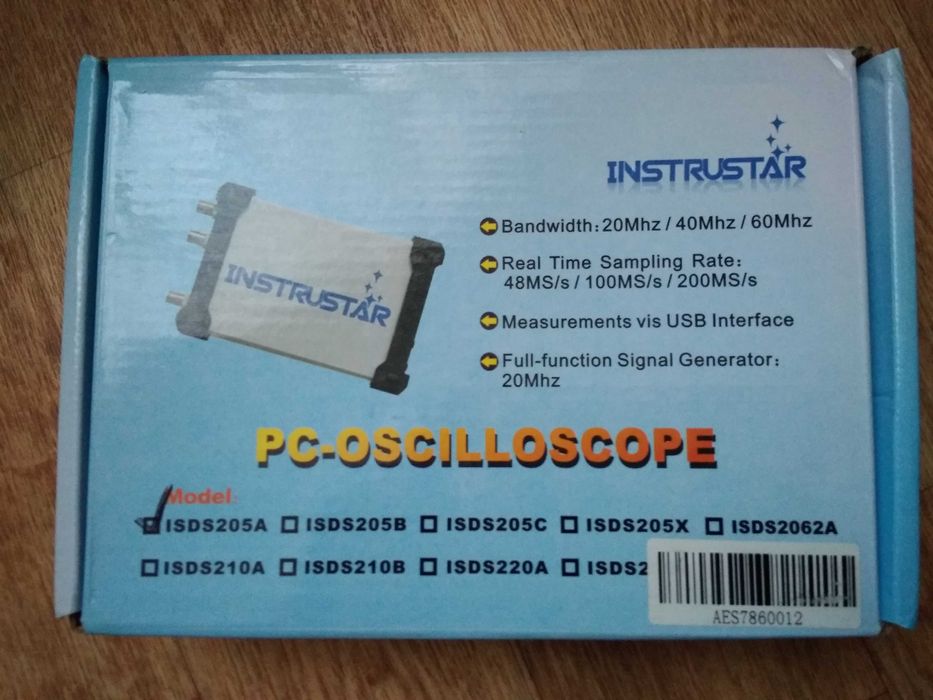 INSTRUSTAR
Bandwidth: 20Mhz / 40Mhz / 60Mhz
Real Time Sampling Rate:
48MS/s / 100MS/s / 200MS/s
Measurements vis USB Interface
Full-function Signal Generator:
20Mhz
INSTRUSTAR
PC-OSCILLOSCOPE
Model:
ISDS205A ISDS205B ISDS205C ISDS205X ISDS2062A
ISDS210A ISDS210B ISDS220A ISDS2
AES7860012